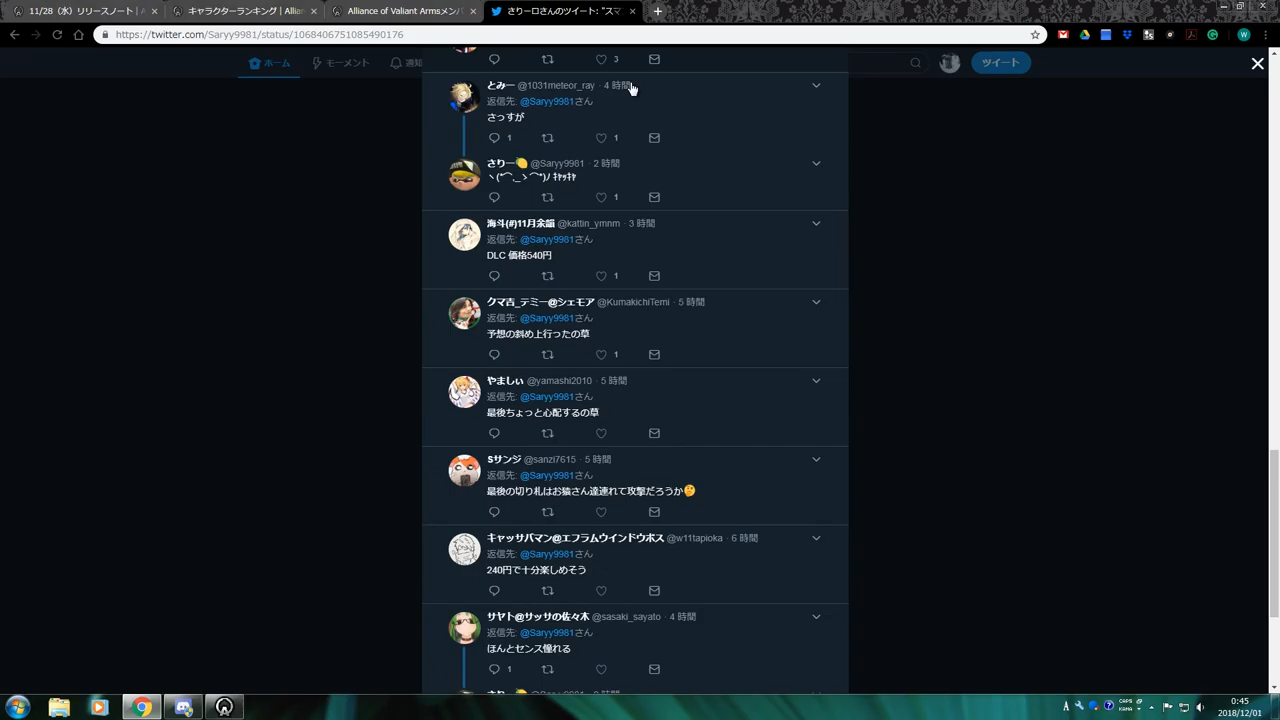 11/28 (水) リリースノート | A
キャラクターランキング | Allian
Alliance of Valiant Armsメンバ
さりーロさんのツイート: "スマ
https://twitter.com/Saryy9981/status/1068406751085490176
ホーム
モーメント
通知
ツイート
3
とみー @1031meteor_ray · 4 時間
返信先: @Saryy9981さん
さっすが
1
1
さりー🍋 @Saryy9981 · 2 時間
1
海斗(#)11月余韻 @kattin_ymnm · 3 時間
返信先: @Saryy9981さん
DLC 価格540円
1
クマ吉_テミー@シェモア @KumakichiTemi · 5 時間
返信先: @Saryy9981さん
予想の斜め上行ったの草
1
やましぃ @yamashi2010 · 5 時間
返信先: @Saryy9981さん
最後ちょっと心配するの草
Sサンジ @sanzi7615 · 5 時間
返信先: @Saryy9981さん
最後の切り札はお猿さん達連れて攻撃だろうか🤔
キャッサバマン@エフラムウインドウボス @w11tapioka · 6 時間
返信先: @Saryy9981さん
240円で十分楽しめそう
サヤト@サッサの佐々木 @sasaki_sayato · 4 時間
返信先: @Saryy9981さん
ほんとセンス憧れる
1
CAPS
KANA
0:45
2018/12/01